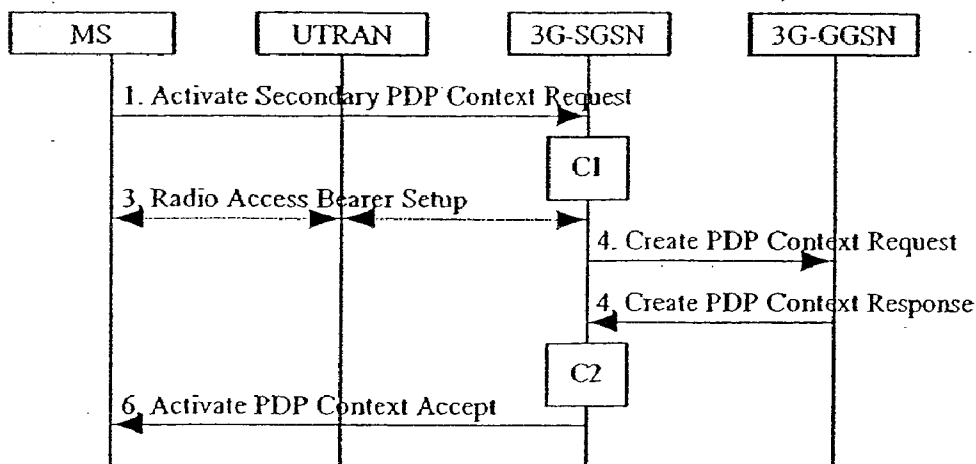 MS UTRAN 3G-SGSN 3G-GGSN
1. Activate Secondary PDP Context Request
C1
3. Radio Access Bearer Setup
4. Create PDP Context Request
4. Create PDP Context Response
C2
6. Activate PDP Context Accept